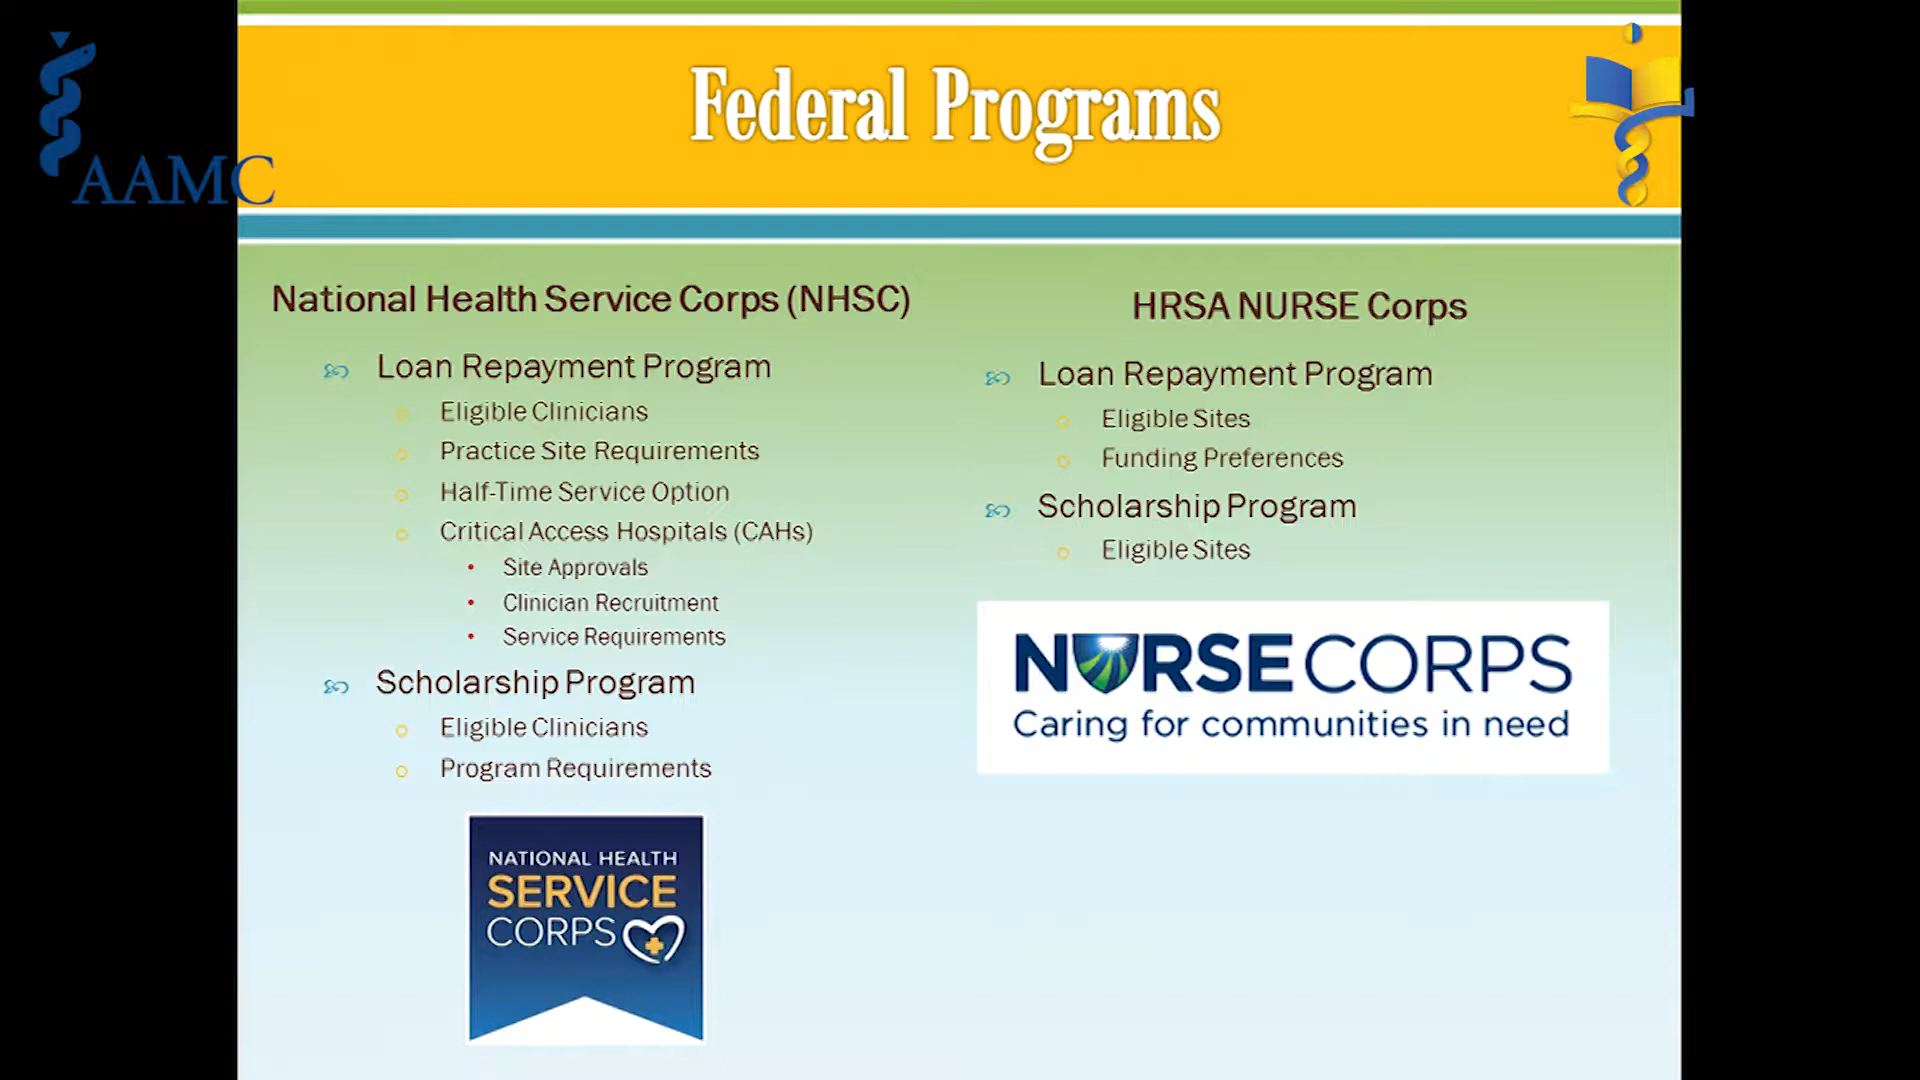 AAMC
Federal Programs
National Health Service Corps (NHSC)
Loan Repayment Program
Eligible Clinicians
Practice Site Requirements
Half-Time Service Option
Critical Access Hospitals (CAHs)
Site Approvals
Clinician Recruitment
Service Requirements
Scholarship Program
Eligible Clinicians
Program Requirements
NATIONAL HEALTH
SERVICE
CORPS
HRSA NURSE Corps
Loan Repayment Program
Eligible Sites
Funding Preferences
Scholarship Program
Eligible Sites
NURSECORPS
Caring for communities in need